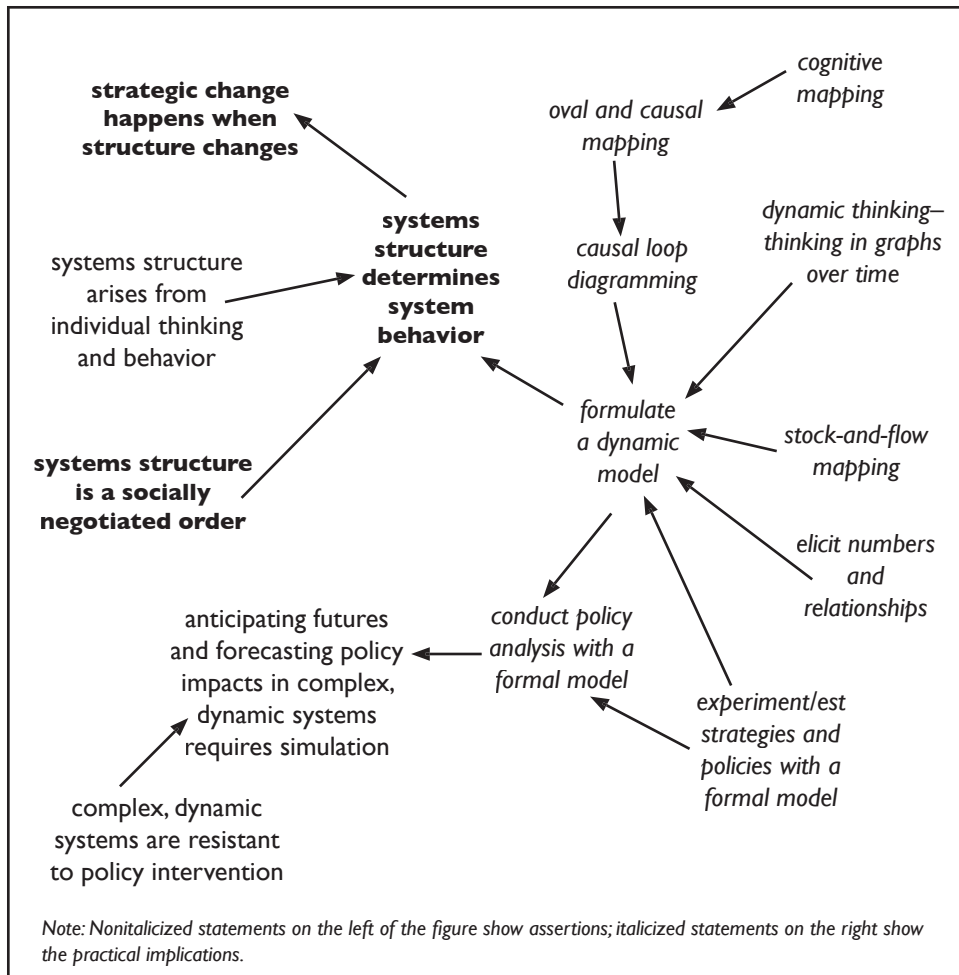 strategic change
happens when
structure changes
cognitive
mapping
oval and causal
mapping
systems
structure
determines
system
behavior
dynamic thinking–
thinking in graphs
over time
systems structure
arises from
individual thinking
and behavior
causal loop
diagramming
formulate
a dynamic
model
stock-and-flow
mapping
systems structure
is a socially
negotiated order
elicit numbers
and
relationships
anticipating futures
and forecasting policy
impacts in complex,
dynamic systems
requires simulation
conduct policy
analysis with a
formal model
experiment/est
strategies and
policies with a
formal model
complex, dynamic
systems are resistant
to policy intervention
Note: Nonitalicized statements on the left of the figure show assertions; italicized statements on the right show
the practical implications.